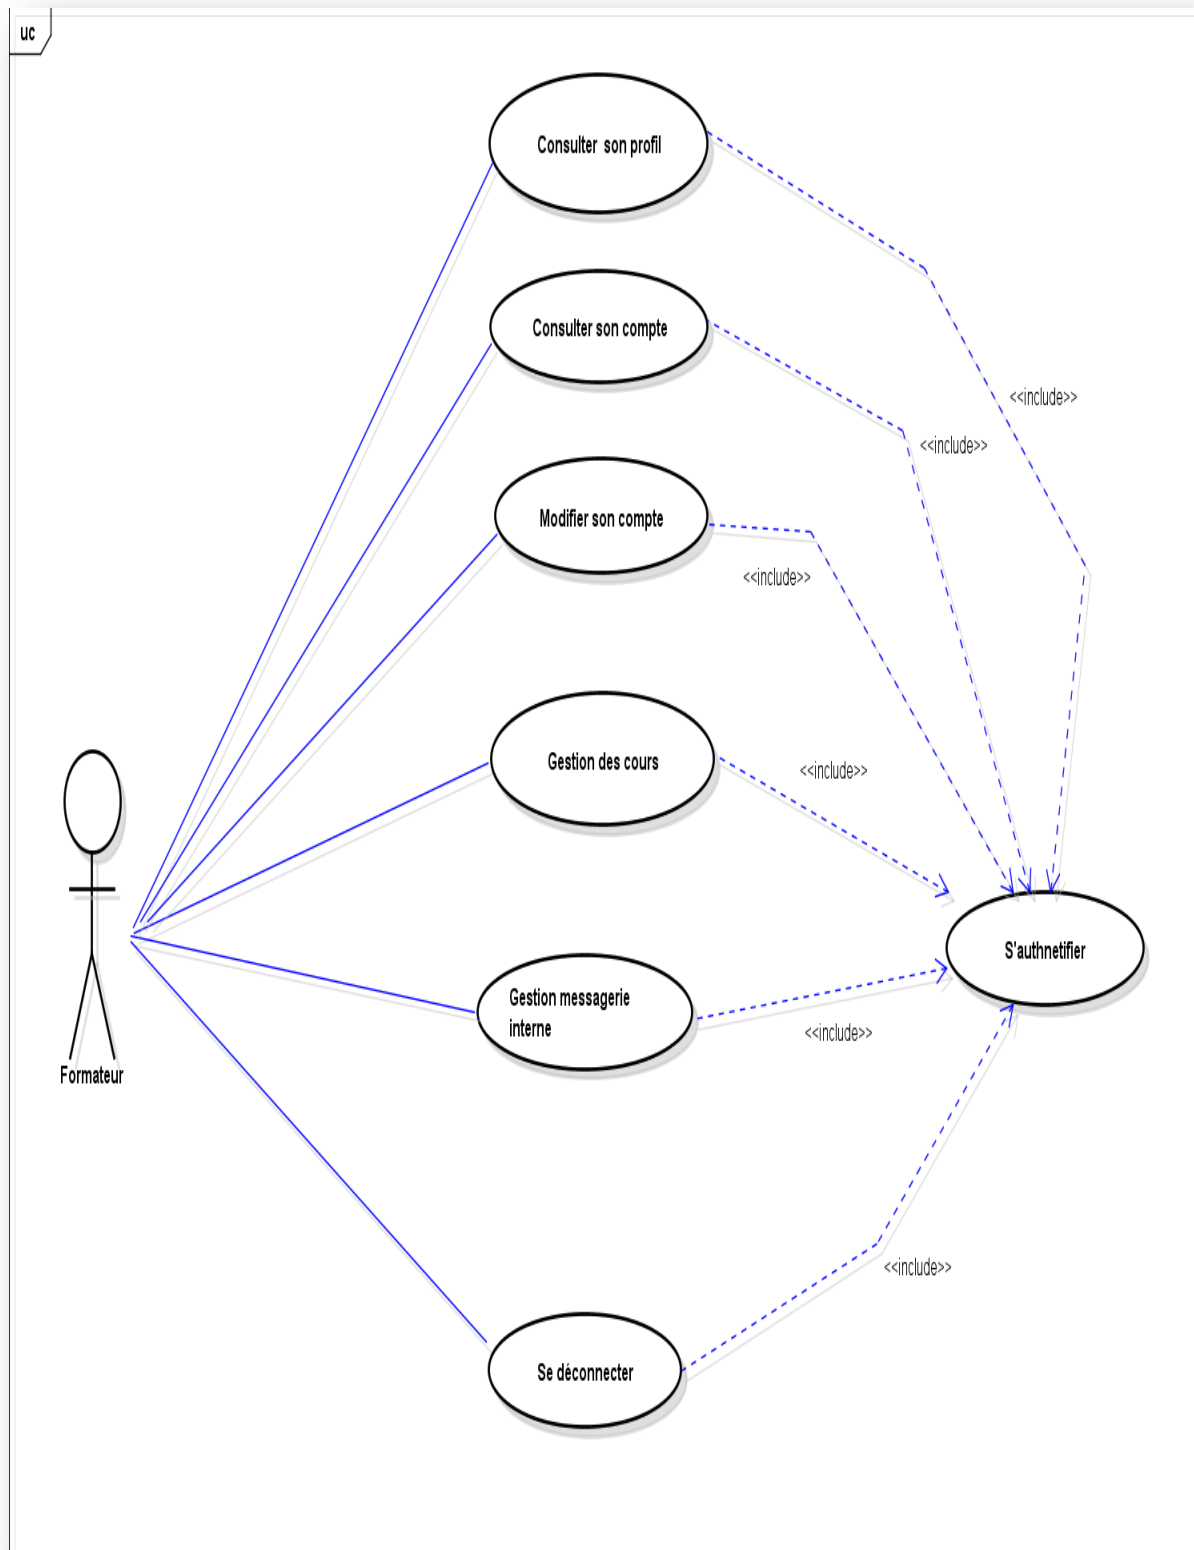 uc
Consulter son profil
Consulter son compte
<<include>>
<<include>>
Modifier son compte
<<include>>
Gestion des cours
<<include>>
S'authnetifier
Gestion messagerie
interne
<<include>>
Formateur
<<include>>
Se déconnecter